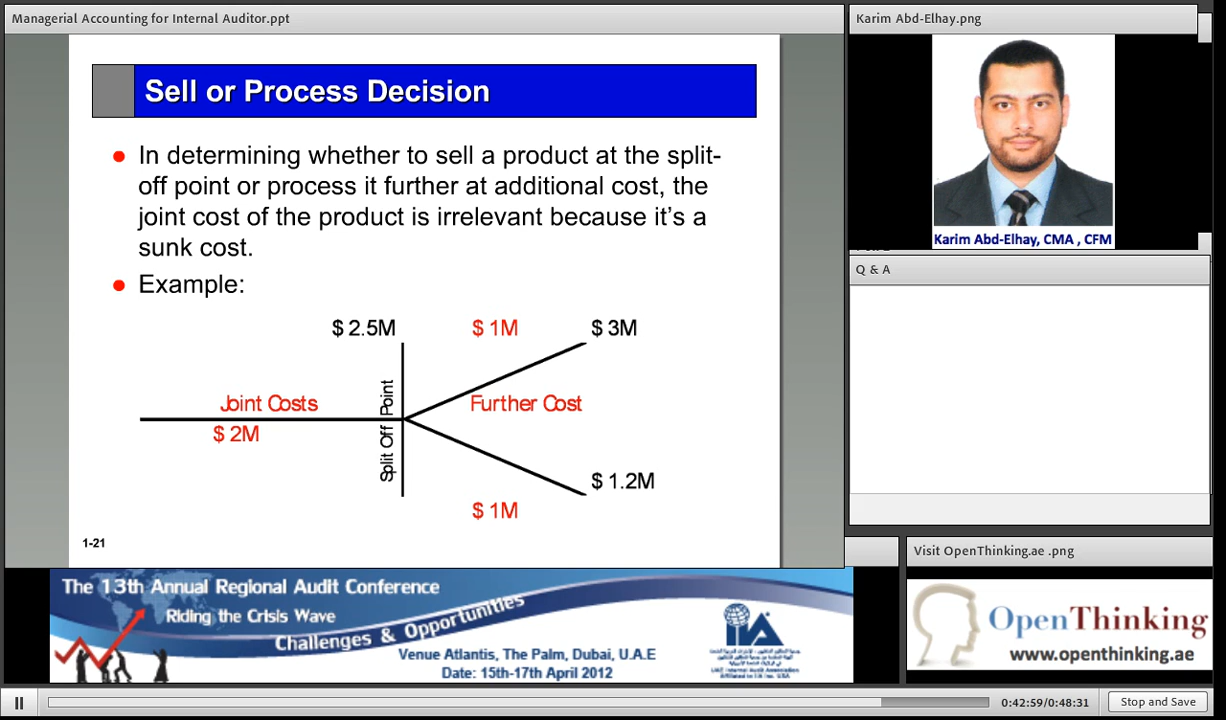 Managerial Accounting for Internal Auditor.ppt
Sell or Process Decision
In determining whether to sell a product at the split-
off point or process it further at additional cost, the
joint cost of the product is irrelevant because it's a
sunk cost.
Example:
$ 2.5M
$ 1M
$ 3M
Joint Costs
$ 2M
Split Off Point
Further Cost
$ 1.2M
$ 1M
1-21
Karim Abd-Elhay.png
Karim Abd-Elhay, CMA , CFM
Q & A
The 13th Annual Regional Audit Conference
Riding the Crisis Wave
Challenges & Opportunities
Venue Atlantis, The Palm, Dubai, U.A.E
Date: 15th-17th April 2012
IIA
Visit OpenThinking.ae .png
OpenThinking
www.openthinking.ae
0:42:59/0:48:31
Stop and Save